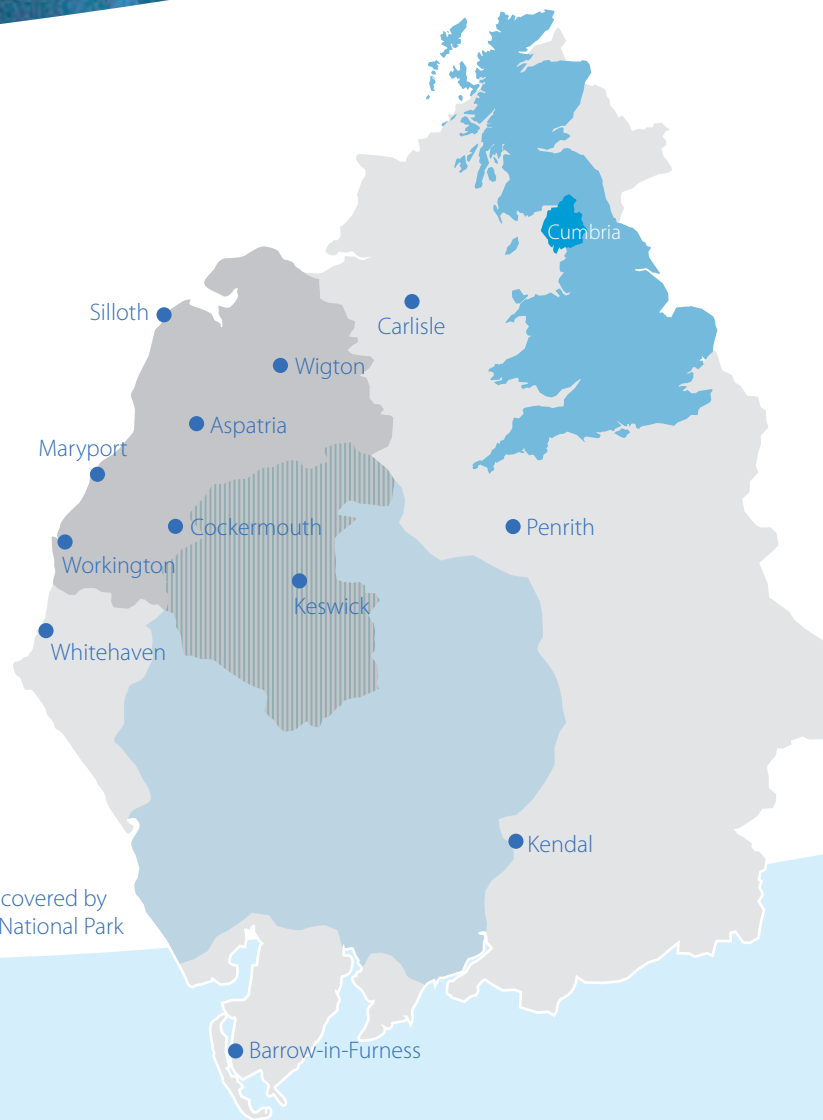 Cumbria
Silloth
Carlisle
Wigton
Aspatria
Maryport
Cockermouth
Penrith
Workington
Keswick
Whitehaven
Kendal
covered by
National Park
Barrow-in-Furness